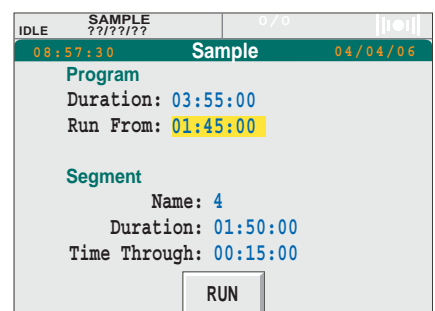 SAMPLE 0/0
IDLE ??/??/??
08:57:30 Sample 04/04/06
Program
Duration: 03:55:00
Run From: 01:45:00
Segment
Name: 4
Duration: 01:50:00
Time Through: 00:15:00
RUN